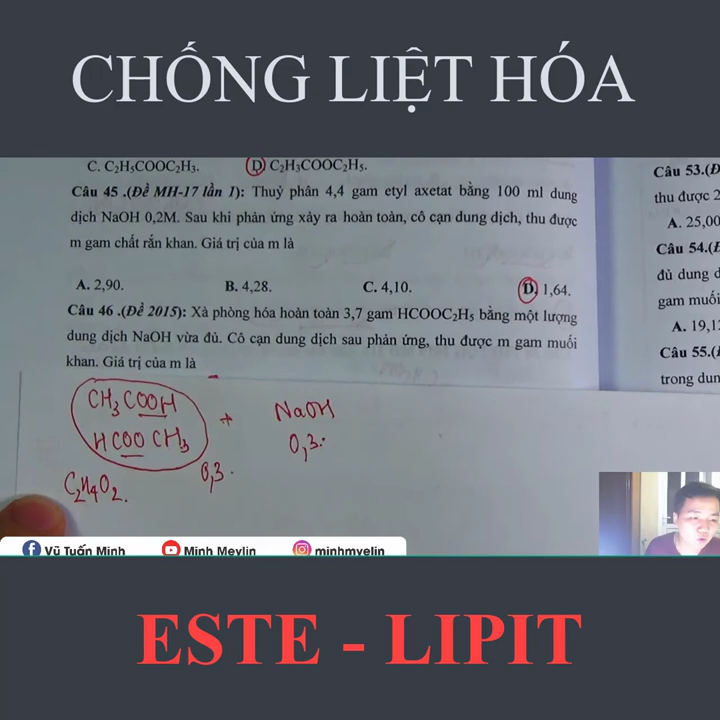 CHỐNG LIỆT HÓA
C. C₂H₅COOC₂H₃. D. C₂H₃COOC₂H₅.
Câu 45 .(Đề MH-17 lần 1): Thuỷ phân 4,4 gam etyl axetat bằng 100 ml dung
dịch NaOH 0,2M. Sau khi phản ứng xảy ra hoàn toàn, cô cạn dung dịch, thu được
m gam chất rắn khan. Giá trị của m là
A. 2,90. B. 4,28. C. 4,10. D. 1,64.
Câu 46 .(Đề 2015): Xà phòng hóa hoàn toàn 3,7 gam HCOOC₂H₅ bằng một lượng
dung dịch NaOH vừa đủ. Cô cạn dung dịch sau phản ứng, thu được m gam muối
khan. Giá trị của m là
Câu 53.(Đ
thu được 2
A. 25,00
Câu 54.(Đ
đủ dung d
gam muối
A. 19,12
Câu 55.(
trong dun
CH₃COOH + NaOH
HCOOCH₃ 0,3.
C₂H₄O₂. 0,3.
Vũ Tuấn Minh Minh Meylin minhmyelin
ESTE - LIPIT